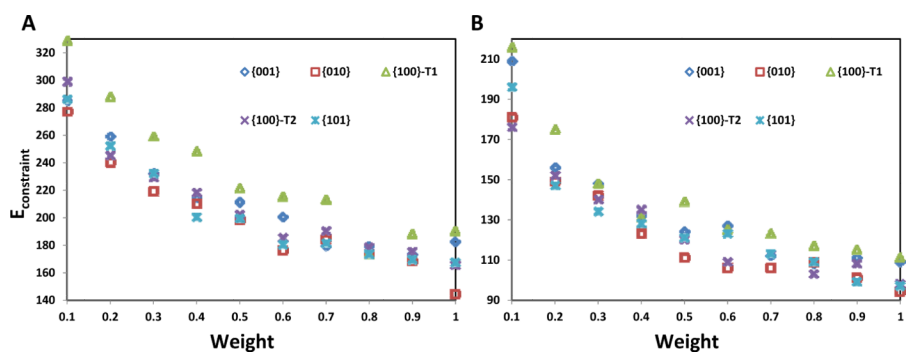 A
B
320
300
280
260
240
220
200
180
160
140
E constraint
{001} {010} {100}-T1
{100}-T2 {101}
0.1 0.2 0.3 0.4 0.5 0.6 0.7 0.8 0.9 1
Weight
210
190
170
150
130
110
90
{001} {010} {100}-T1
{100}-T2 {101}
0.1 0.2 0.3 0.4 0.5 0.6 0.7 0.8 0.9 1
Weight